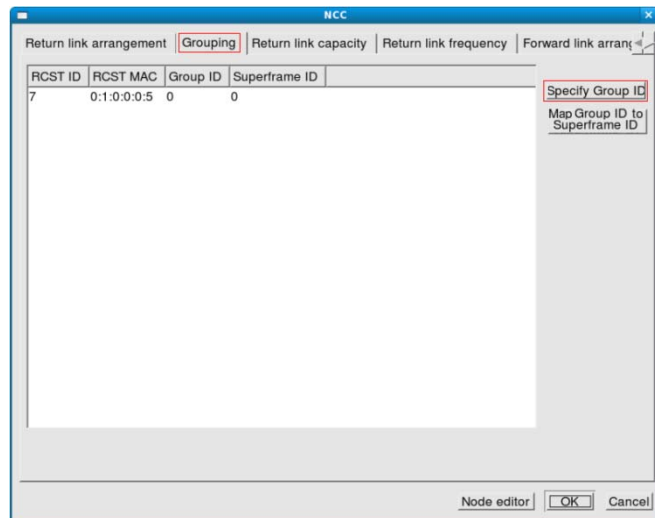 NCC
Return link arrangement Grouping Return link capacity Return link frequency Forward link
RCST ID RCST MAC Group ID Superframe ID
7 0:1:0:0:0:5 0 0
Specify Group ID
Map Group ID to
Superframe ID
Node editor OK Cancel